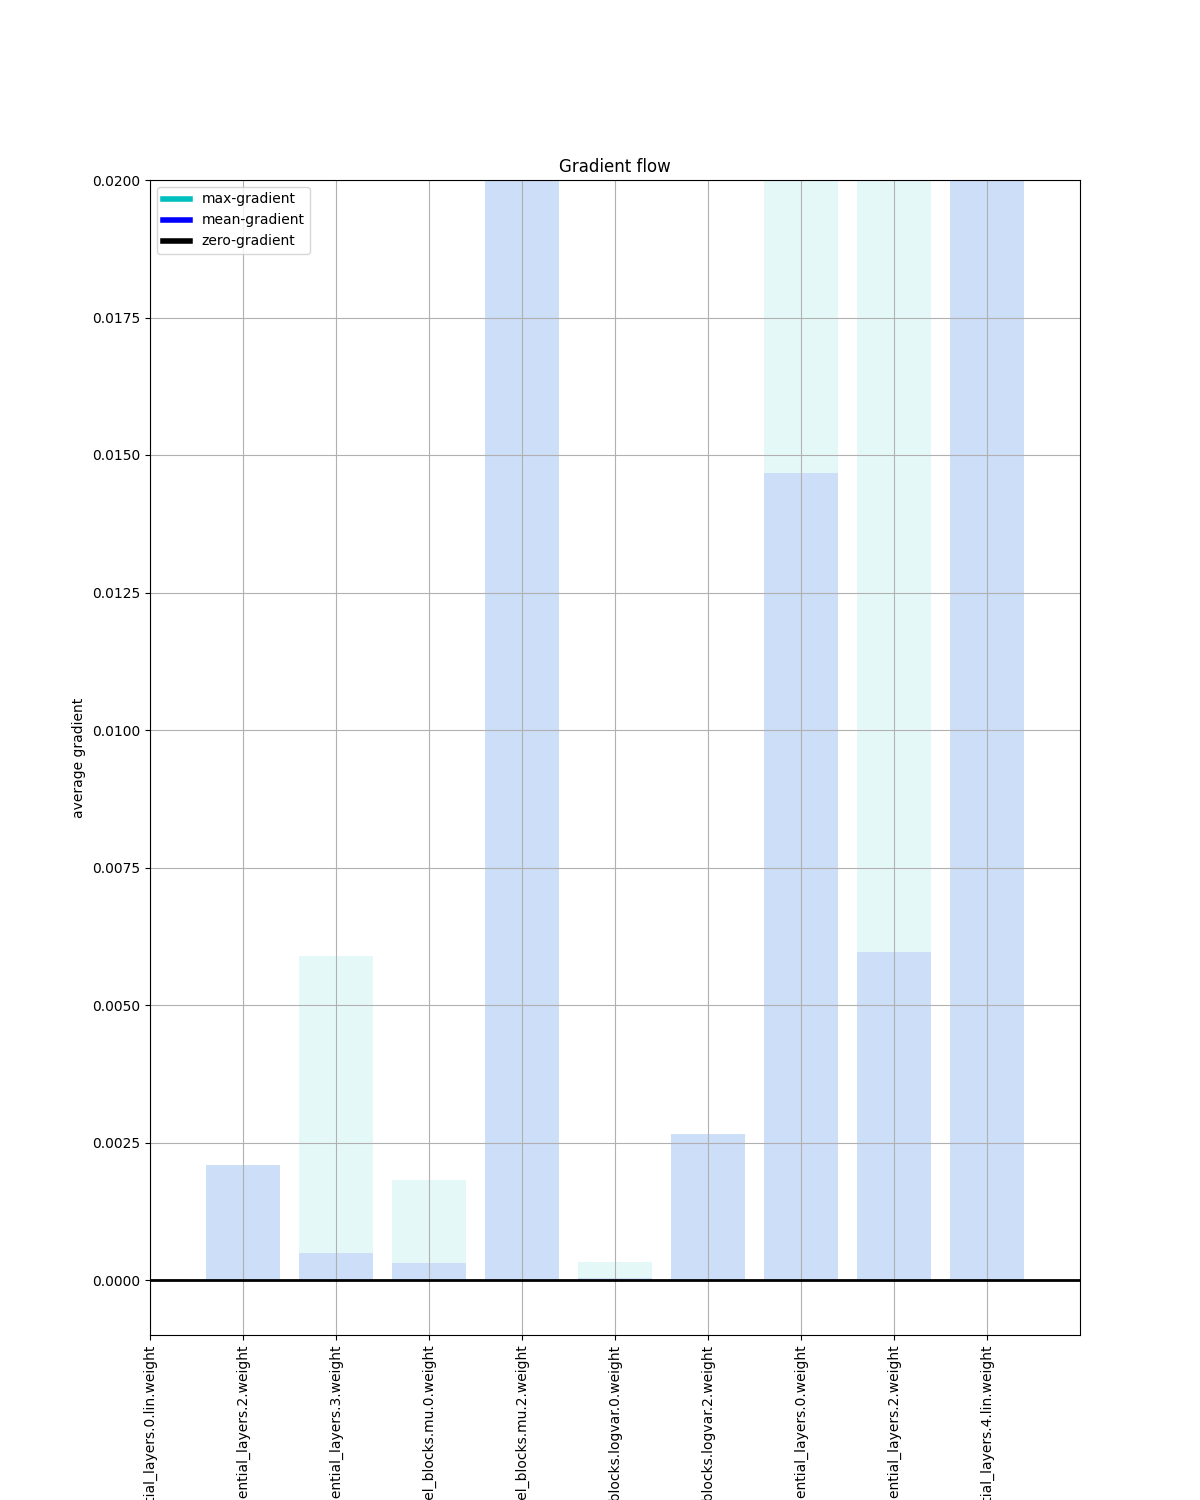 Gradient flow
max-gradient
mean-gradient
zero-gradient
0.0200
0.0175
0.0150
0.0125
0.0100
0.0075
0.0050
0.0025
0.0000
average gradient
tial_layers.0.lin.weight
ential_layers.2.weight
ential_layers.3.weight
el_blocks.mu.0.weight
el_blocks.mu.2.weight
blocks.logvar.0.weight
blocks.logvar.2.weight
ential_layers.0.weight
ential_layers.2.weight
tial_layers.4.lin.weight